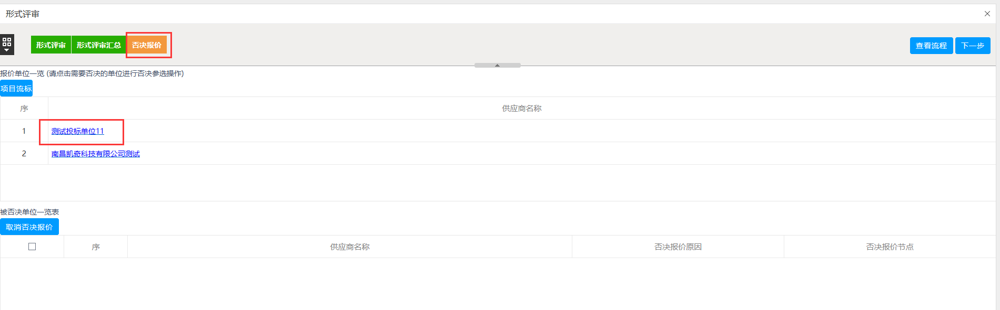 形式评审
形式评审 形式评审汇总 否决报价 查看流程 下一步
报价单位一览 (请点击需要否决的单位进行否决参选操作)
项目流标
序 供应商名称
1 测试投标单位11
2 南昌凯奇科技有限公司测试
被否决单位一览表
取消否决报价
序 供应商名称 否决报价原因 否决报价节点